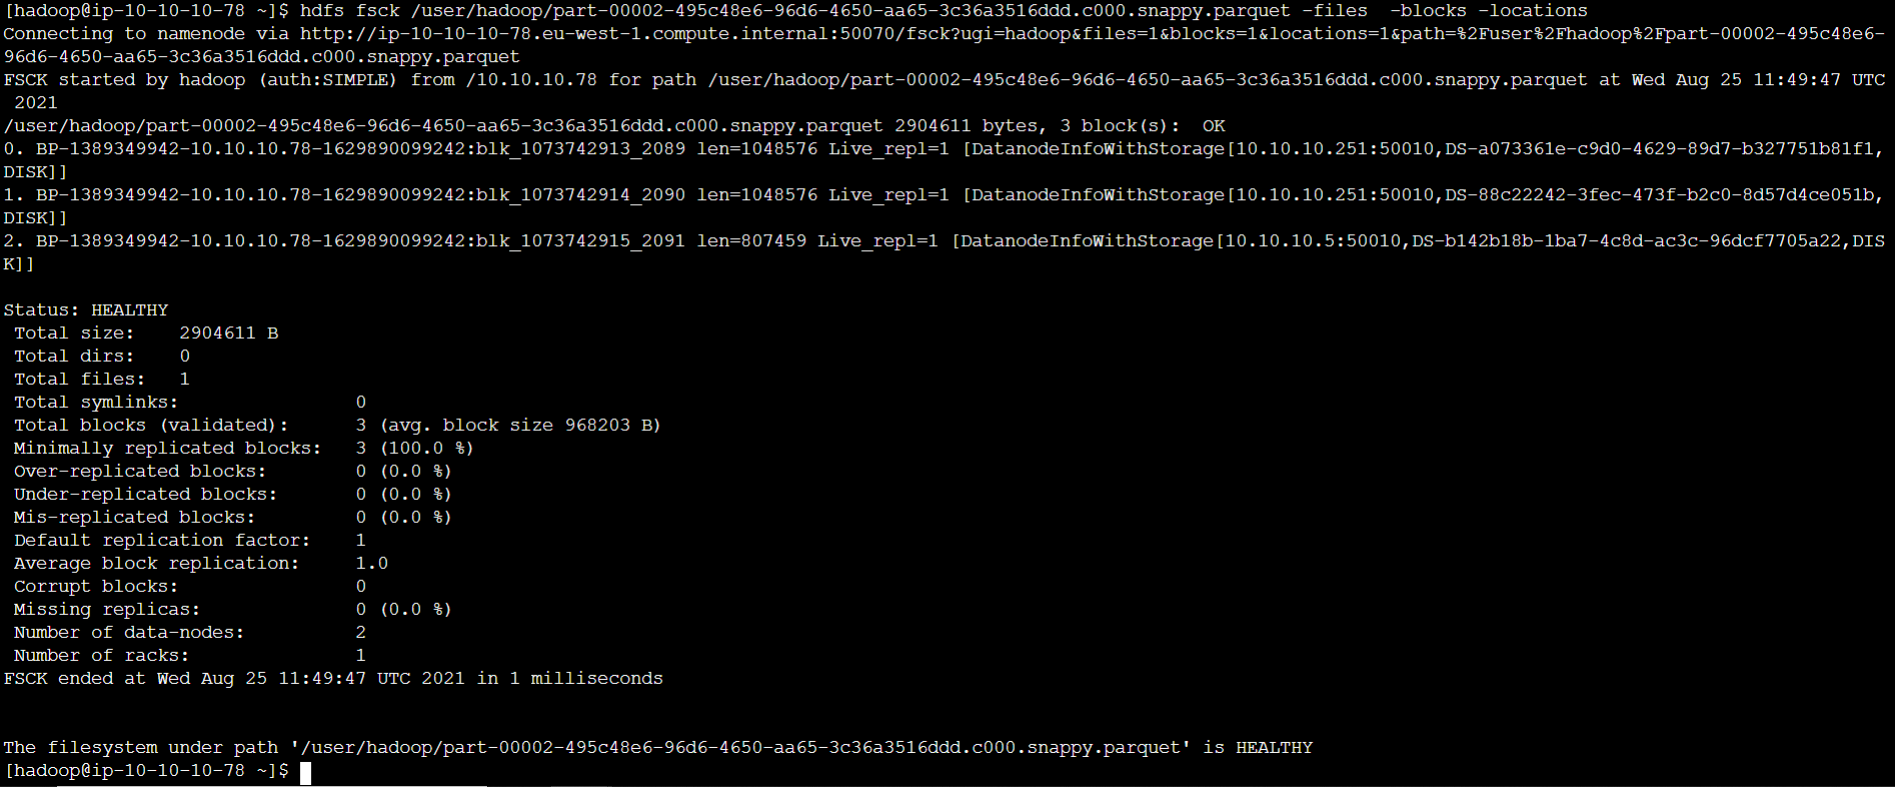 [hadoop@ip-10-10-10-78 ~]$ hdfs fsck /user/hadoop/part-00002-495c48e6-96d6-4650-aa65-3c36a3516ddd.c000.snappy.parquet -files  -blocks -locations
Connecting to namenode via http://ip-10-10-10-78.eu-west-1.compute.internal:50070/fsck?ugi=hadoop&files=1&blocks=1&locations=1&path=%2Fuser%2Fhadoop%2Fpart-00002-495c48e6-
96d6-4650-aa65-3c36a3516ddd.c000.snappy.parquet
FSCK started by hadoop (auth:SIMPLE) from /10.10.10.78 for path /user/hadoop/part-00002-495c48e6-96d6-4650-aa65-3c36a3516ddd.c000.snappy.parquet at Wed Aug 25 11:49:47 UTC
 2021
/user/hadoop/part-00002-495c48e6-96d6-4650-aa65-3c36a3516ddd.c000.snappy.parquet 2904611 bytes, 3 block(s):  OK
0. BP-1389349942-10.10.10.78-1629890099242:blk_1073742913_2089 len=1048576 Live_repl=1 [DatanodeInfoWithStorage[10.10.10.251:50010,DS-a073361e-c9d0-4629-89d7-b327751b81f1,
DISK]]
1. BP-1389349942-10.10.10.78-1629890099242:blk_1073742914_2090 len=1048576 Live_repl=1 [DatanodeInfoWithStorage[10.10.10.251:50010,DS-88c22242-3fec-473f-b2c0-8d57d4ce051b,
DISK]]
2. BP-1389349942-10.10.10.78-1629890099242:blk_1073742915_2091 len=807459 Live_repl=1 [DatanodeInfoWithStorage[10.10.10.5:50010,DS-b142b18b-1ba7-4c8d-ac3c-96dcf7705a22,DIS
K]]
Status: HEALTHY
 Total size:    2904611 B
 Total dirs:    0
 Total files:   1
 Total symlinks:                0
 Total blocks (validated):      3 (avg. block size 968203 B)
 Minimally replicated blocks:   3 (100.0 %)
 Over-replicated blocks:        0 (0.0 %)
 Under-replicated blocks:       0 (0.0 %)
 Mis-replicated blocks:         0 (0.0 %)
 Default replication factor:    1
 Average block replication:     1.0
 Corrupt blocks:                0
 Missing replicas:              0 (0.0 %)
 Number of data-nodes:          2
 Number of racks:               1
FSCK ended at Wed Aug 25 11:49:47 UTC 2021 in 1 milliseconds
The filesystem under path '/user/hadoop/part-00002-495c48e6-96d6-4650-aa65-3c36a3516ddd.c000.snappy.parquet' is HEALTHY
[hadoop@ip-10-10-10-78 ~]$